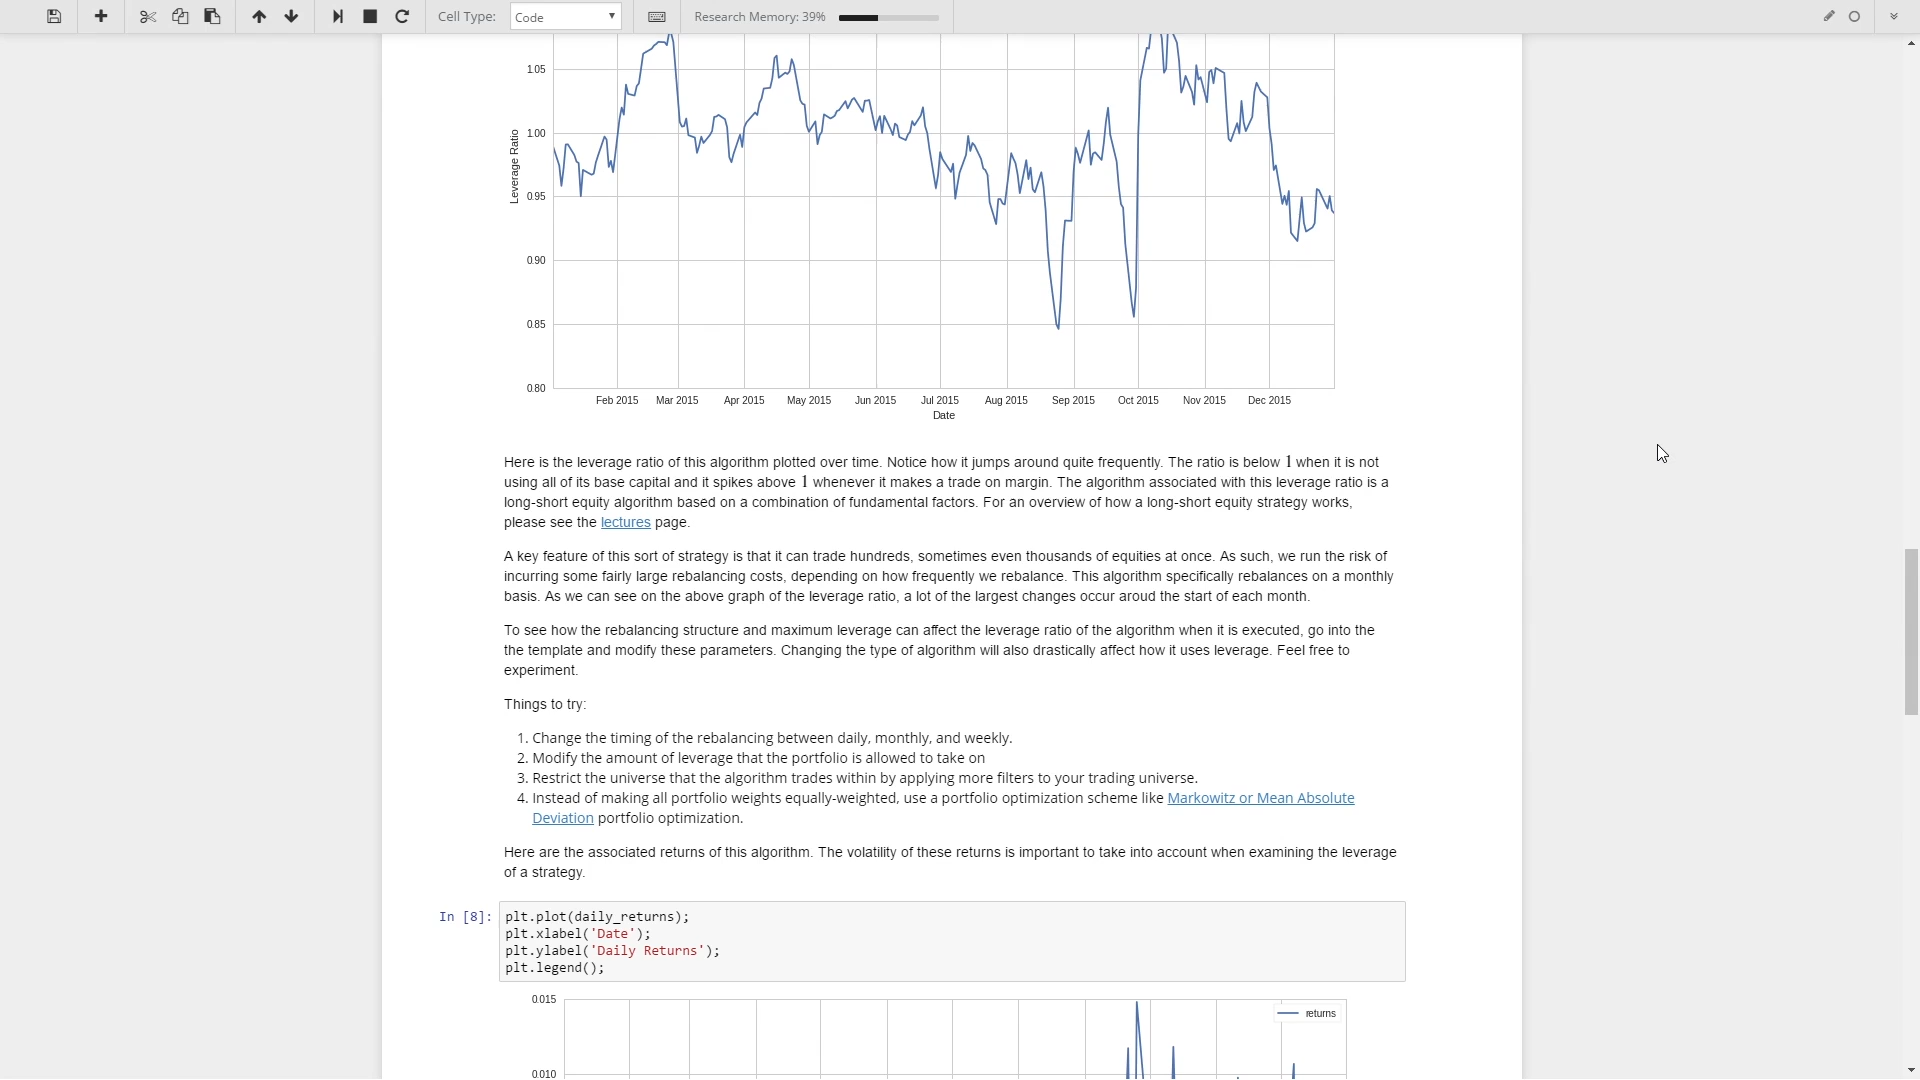 Cell Type: Code Research Memory: 39%
1.05
1.00
0.95
0.90
0.85
0.80
Leverage Ratio
Feb 2015 Mar 2015 Apr 2015 May 2015 Jun 2015 Jul 2015 Aug 2015 Sep 2015 Oct 2015 Nov 2015 Dec 2015
Date
Here is the leverage ratio of this algorithm plotted over time. Notice how it jumps around quite frequently. The ratio is below 1 when it is not
using all of its base capital and it spikes above 1 whenever it makes a trade on margin. The algorithm associated with this leverage ratio is a
long-short equity algorithm based on a combination of fundamental factors. For an overview of how a long-short equity strategy works,
please see the lectures page.
A key feature of this sort of strategy is that it can trade hundreds, sometimes even thousands of equities at once. As such, we run the risk of
incurring some fairly large rebalancing costs, depending on how frequently we rebalance. This algorithm specifically rebalances on a monthly
basis. As we can see on the above graph of the leverage ratio, a lot of the largest changes occur aroud the start of each month.
To see how the rebalancing structure and maximum leverage can affect the leverage ratio of the algorithm when it is executed, go into the
the template and modify these parameters. Changing the type of algorithm will also drastically affect how it uses leverage. Feel free to
experiment.
Things to try:
1. Change the timing of the rebalancing between daily, monthly, and weekly.
2. Modify the amount of leverage that the portfolio is allowed to take on
3. Restrict the universe that the algorithm trades within by applying more filters to your trading universe.
4. Instead of making all portfolio weights equally-weighted, use a portfolio optimization scheme like Markowitz or Mean Absolute
Deviation portfolio optimization.
Here are the associated returns of this algorithm. The volatility of these returns is important to take into account when examining the leverage
of a strategy.
In [8]: plt.plot(daily_returns);
plt.xlabel('Date');
plt.ylabel('Daily Returns');
plt.legend();
0.015
returns
0.010